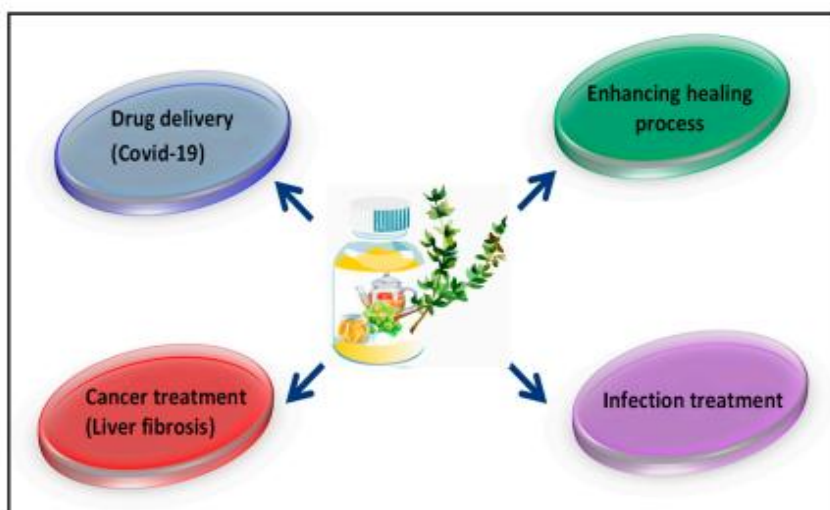 Drug delivery
(Covid-19)
Enhancing healing
process
Cancer treatment
(Liver fibrosis)
Infection treatment